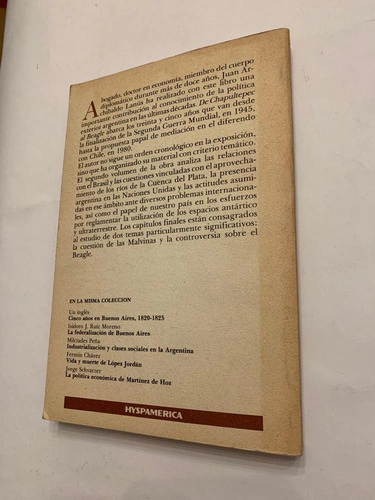 Abogado, doctor en economía, miembro del cuerpo
diplomático durante más de doce años, Juan Ar-
chibaldo Lanús ha realizado con este libro una
importante contribución al conocimiento de la política
exterior argentina en las últimas décadas. De Chapultepec
al Beagle abarca los treinta y cinco años que van desde
la finalización de la Segunda Guerra Mundial, en 1945,
hasta la propuesta papal de mediación en el diferendo
con Chile, en 1980.
El autor no sigue un orden cronológico en la exposición,
sino que ha organizado su material con criterio temático.
El segundo volumen de la obra analiza las relaciones
con el Brasil y las cuestiones vinculadas con el aprovecha-
miento de los ríos de la Cuenca del Plata, la presencia
argentina en las Naciones Unidas y las actitudes asumi-
das en ese ámbito ante diversos problemas internaciona-
les, así como el papel de nuestro país en los esfuerzos
por reglamentar la utilización de los espacios antártico
y ultraterrestre. Los capítulos finales están consagrados
al estudio de dos temas particularmente significativos:
la cuestión de las Malvinas y la controversia sobre el
Beagle.
EN LA MISMA COLECCION
Un inglés
Cinco años en Buenos Aires, 1820-1825
Isidoro J. Ruiz Moreno
La federalización de Buenos Aires
Milcíades Peña
Industrialización y clases sociales en la Argentina
Fermín Chávez
Vida y muerte de López Jordán
Jorge Schvarzer
La política económica de Martínez de Hoz
HYSPAMERICA